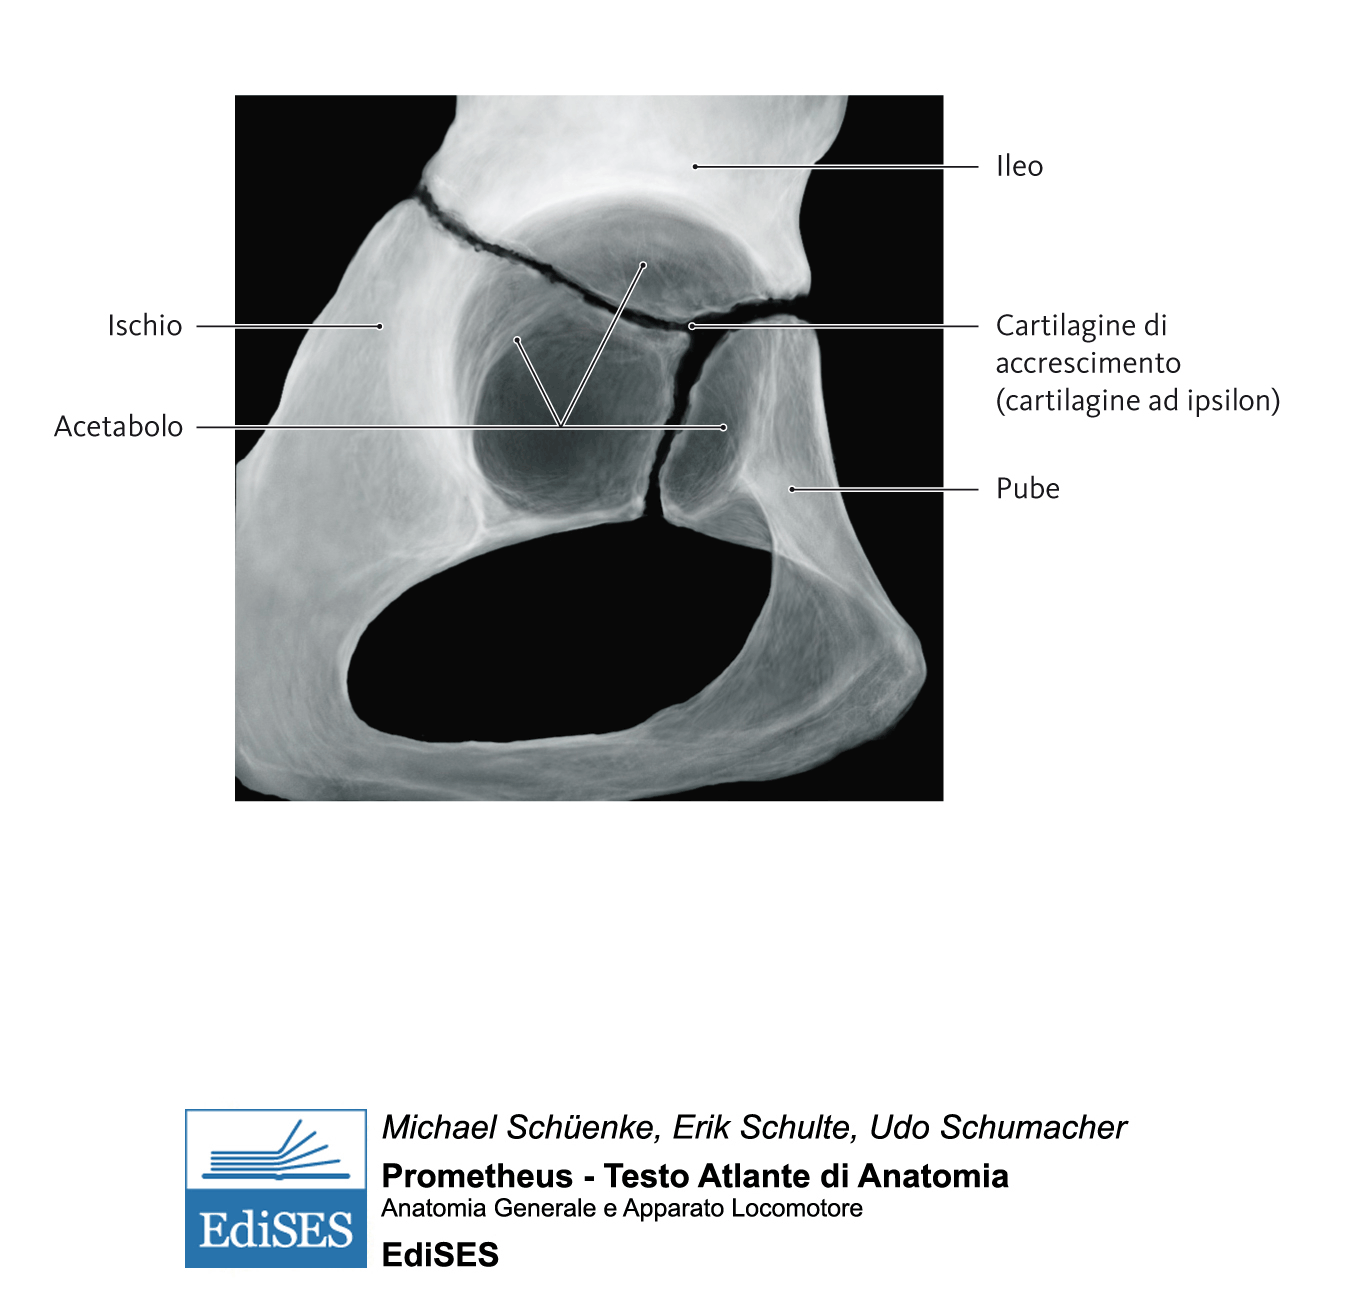 Ileo
Ischio
Cartilagine di
accrescimento
(cartilagine ad ipsilon)
Acetabolo
Pube
Michael Schüenke, Erik Schulte, Udo Schumacher
Prometheus - Testo Atlante di Anatomia
Anatomia Generale e Apparato Locomotore
EdiSES
EdiSES